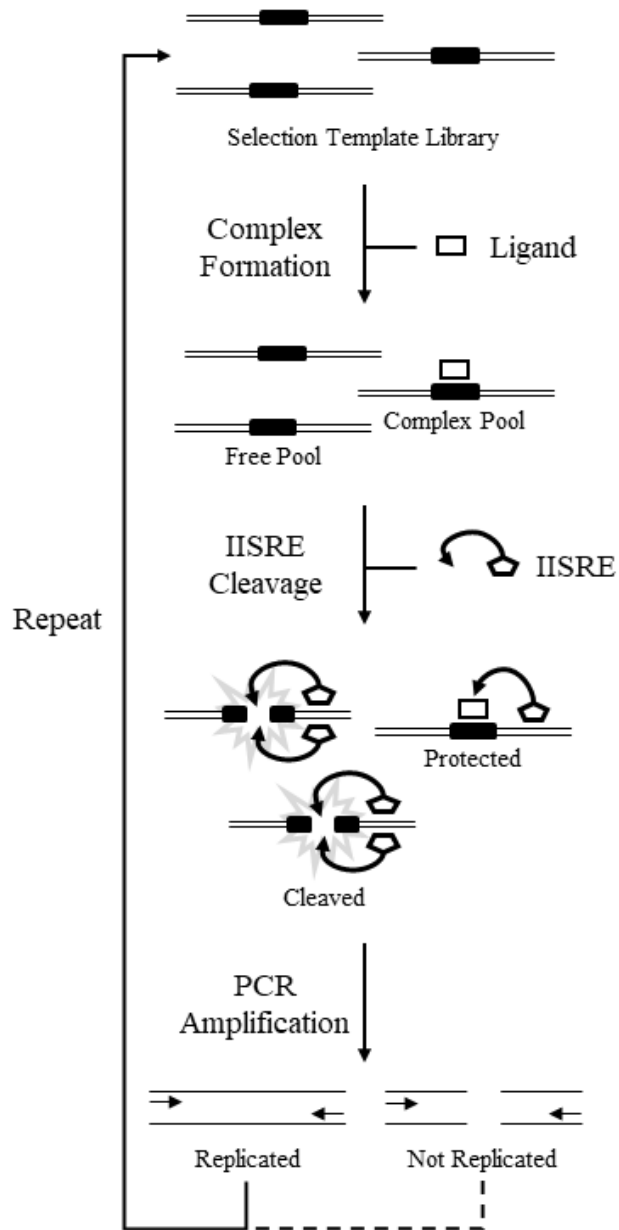 Selection Template Library
Complex
Formation
Ligand
Complex Pool
Free Pool
IISRE
Cleavage
IISRE
Repeat
Protected
Cleaved
PCR
Amplification
Replicated
Not Replicated